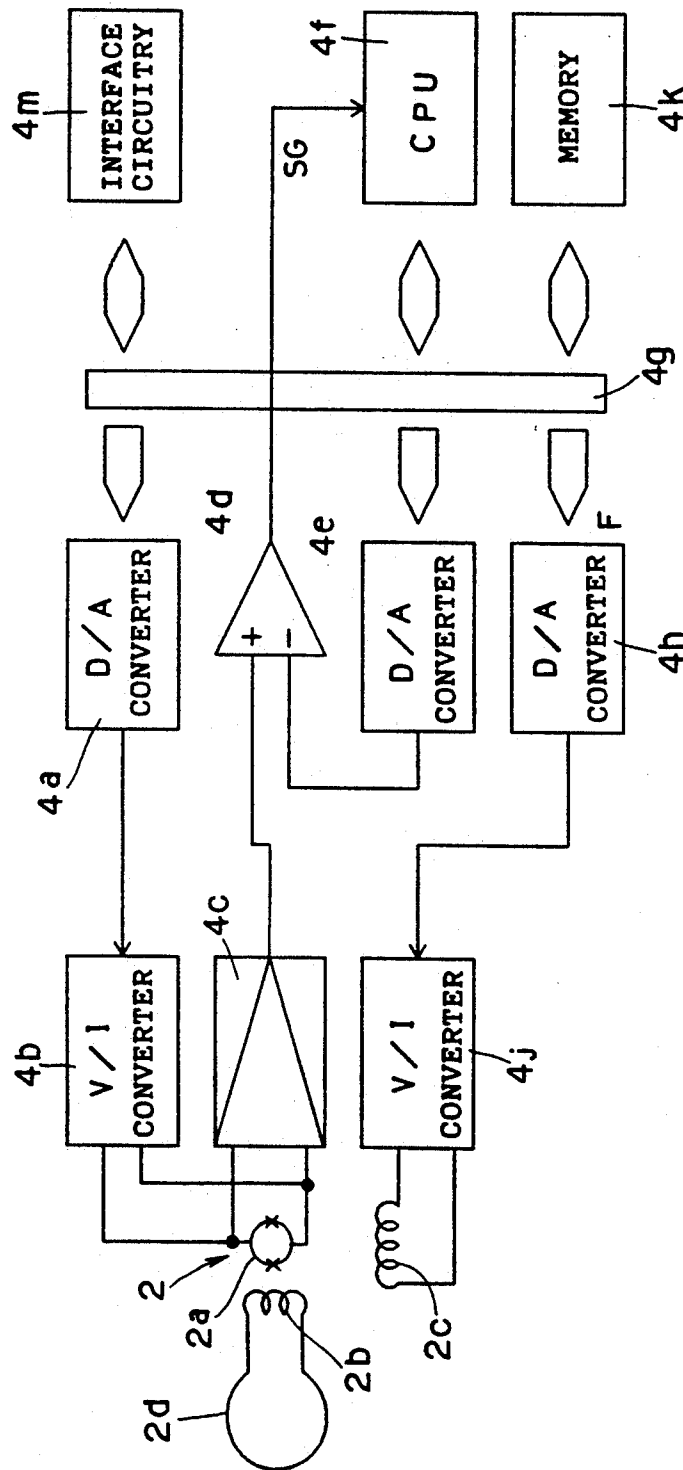 4m
INTERFACE
CIRCUITRY
4f
CPU
4k
MEMORY
SG
4g
4d
4e
4a
D/A
CONVERTER
+
−
D/A
CONVERTER
F
4h
D/A
CONVERTER
4b
V/I
CONVERTER
4c
4j
V/I
CONVERTER
2
2a
2b
2c
2d